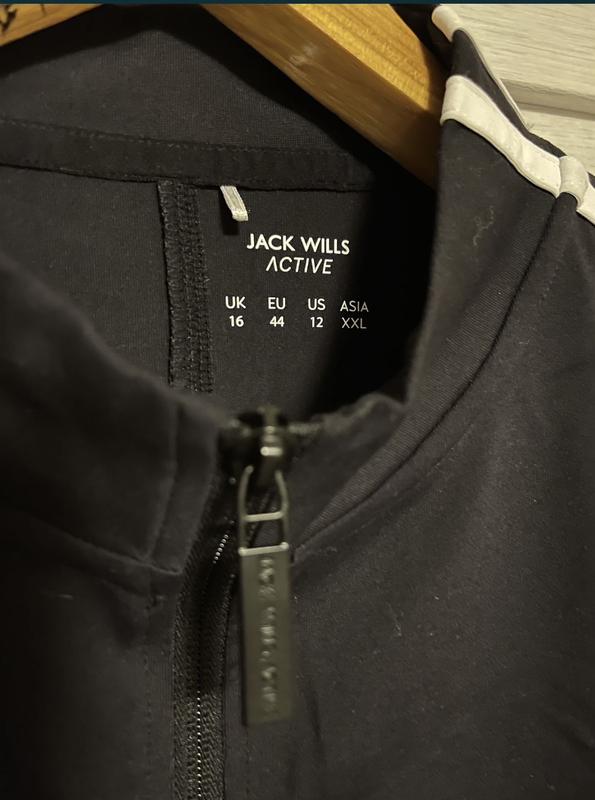 JACK WILLS
ACTIVE
UK EU US ASIA
16 44 12 XXL